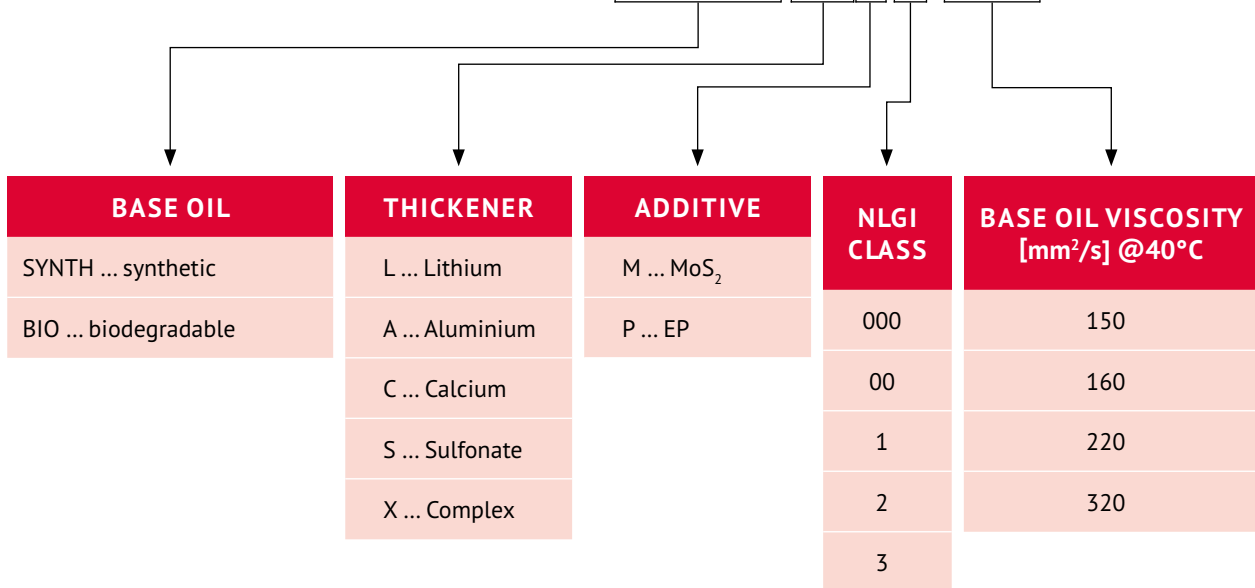 BASE OIL
SYNTH ... synthetic
BIO ... biodegradable
THICKENER
L ... Lithium
A ... Aluminium
C ... Calcium
S ... Sulfonate
X ... Complex
ADDITIVE
M ... MoS₂
P ... EP
NLGI
CLASS
000
00
1
2
3
BASE OIL VISCOSITY
[mm²/s] @40°C
150
160
220
320